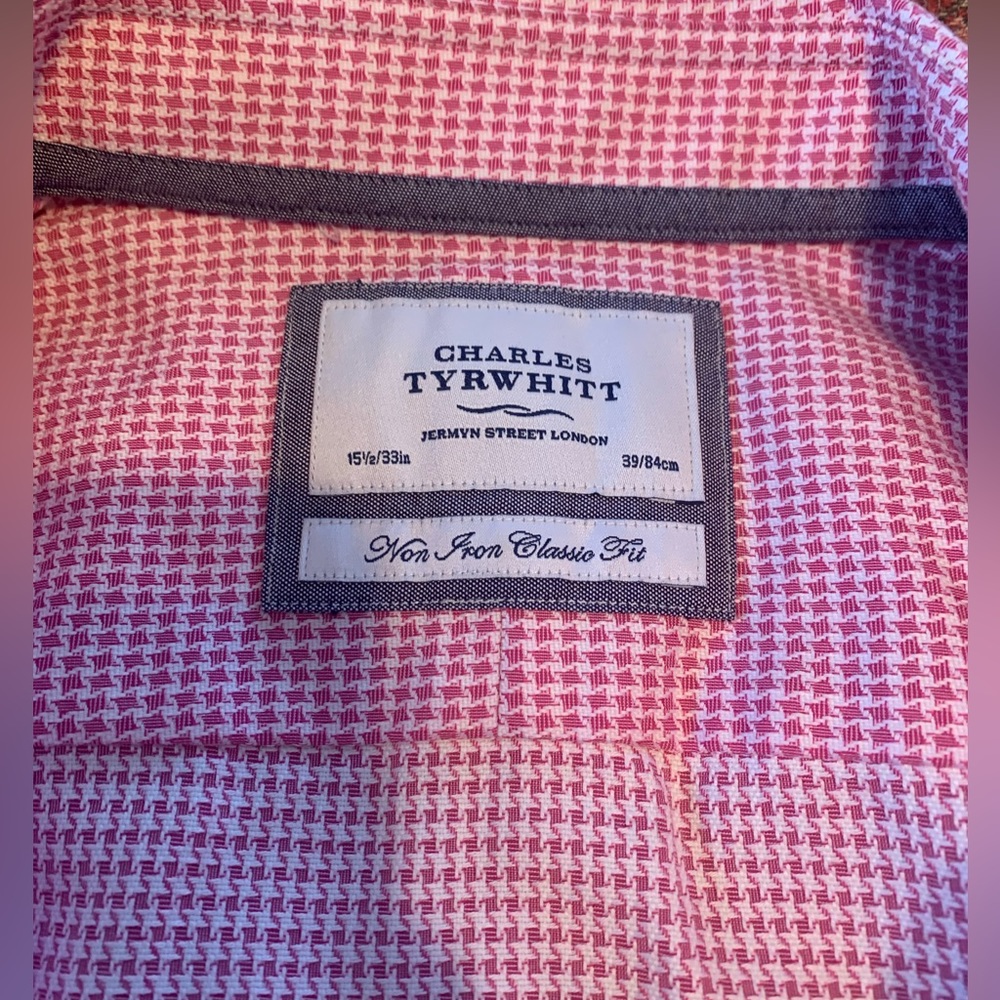 CHARLES
TYRWHITT
JERMYN STREET LONDON
15½/33in 39/84cm
Non Iron Classic Fit